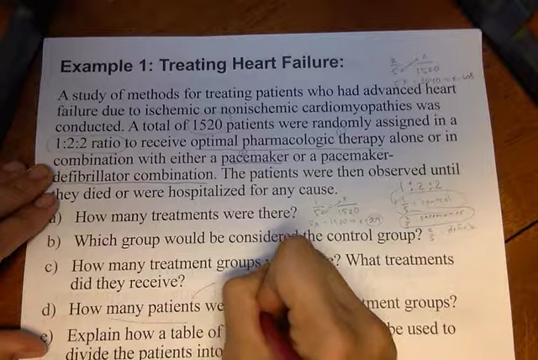 Example 1: Treating Heart Failure:
A study of methods for treating patients who had advanced heart
failure due to ischemic or nonischemic cardiomyopathies was
conducted. A total of 1520 patients were randomly assigned in a
1:2:2 ratio to receive optimal pharmacologic therapy alone or in
combination with either a pacemaker or a pacemaker-
defibrillator combination. The patients were then observed until
they died or were hospitalized for any cause.
1:2:2
How many treatments were there?
1520
b) Which group would be considered the control group?
c) How many treatment groups ? What treatments
did they receive?
d) How many patients groups?
Explain how a table of be used to
divide the patients into